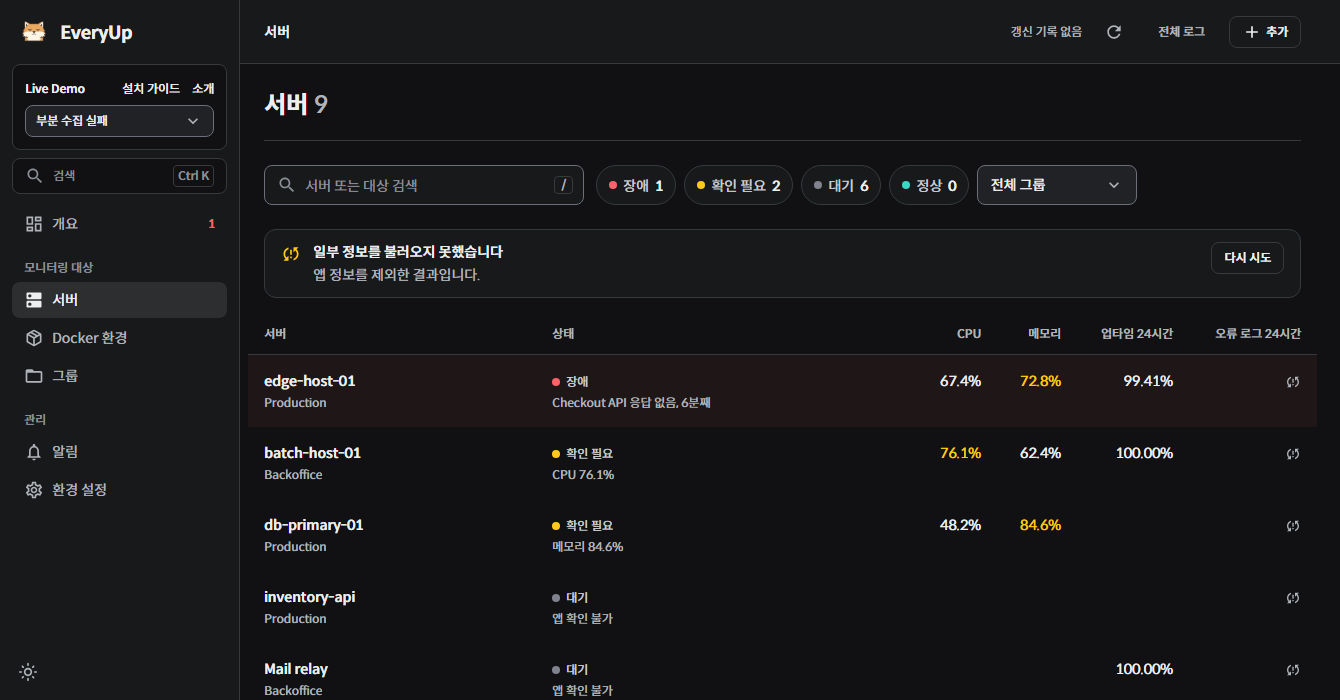 EveryUp
Live Demo 설치 가이드 소개
부분 수집 실패
검색 Ctrl K
개요 1
모니터링 대상
서버
Docker 환경
그룹
관리
알림
환경 설정
서버 갱신 기록 없음 전체 로그 추가
서버 9
서버 또는 대상 검색 / 장애 1 확인 필요 2 대기 6 정상 0 전체 그룹
일부 정보를 불러오지 못했습니다
앱 정보를 제외한 결과입니다.
다시 시도
서버 상태 CPU 메모리 업타임 24시간 오류 로그 24시간
edge-host-01 장애 67.4% 72.8% 99.41%
Production Checkout API 응답 없음, 6분째
batch-host-01 확인 필요 76.1% 62.4% 100.00%
Backoffice CPU 76.1%
db-primary-01 확인 필요 48.2% 84.6%
Production 메모리 84.6%
inventory-api 대기
Production 앱 확인 불가
Mail relay 대기 100.00%
Backoffice 앱 확인 불가